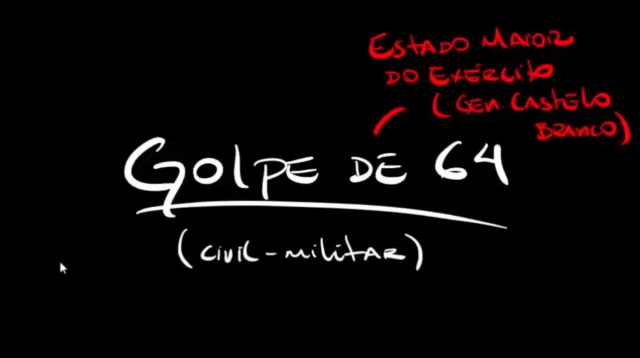 ESTADO MAIOR
DO EXÉRCITO
(GEN. CASTELO
BRANCO)
GOLPE DE 64
(CIVIL-MILITAR)